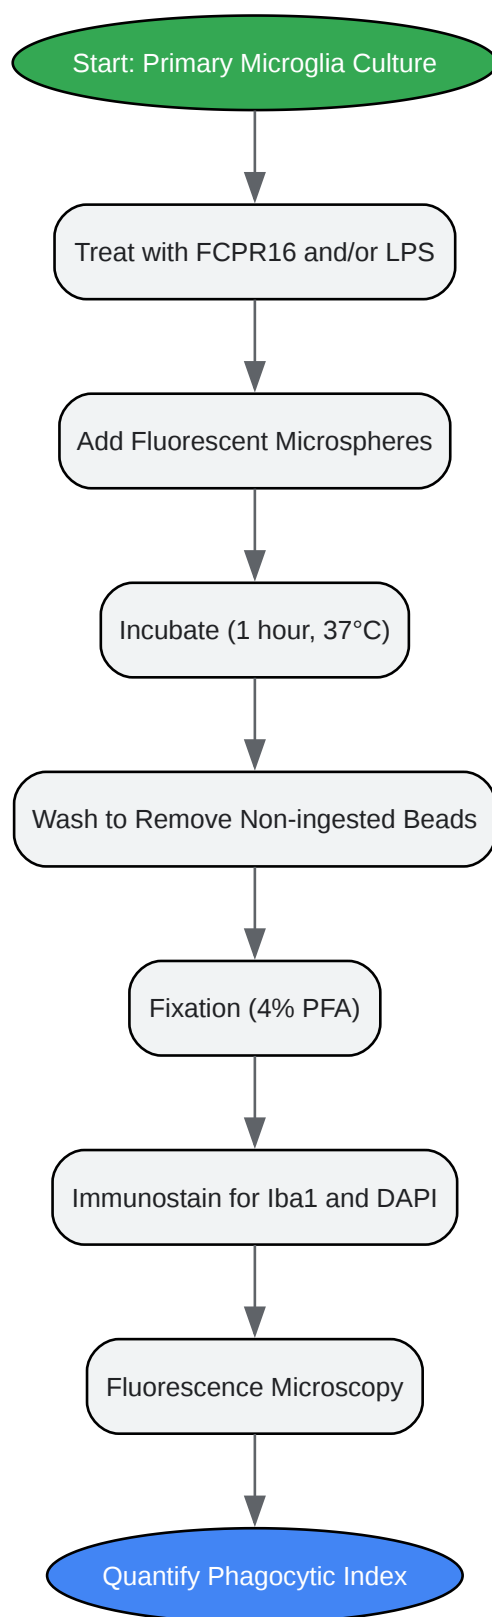 Start: Primary Microglia Culture
Treat with FCPR16 and/or LPS
Add Fluorescent Microspheres
Incubate (1 hour, 37°C)
Wash to Remove Non-ingested Beads
Fixation (4% PFA)
Immunostain for Iba1 and DAPI
Fluorescence Microscopy
Quantify Phagocytic Index